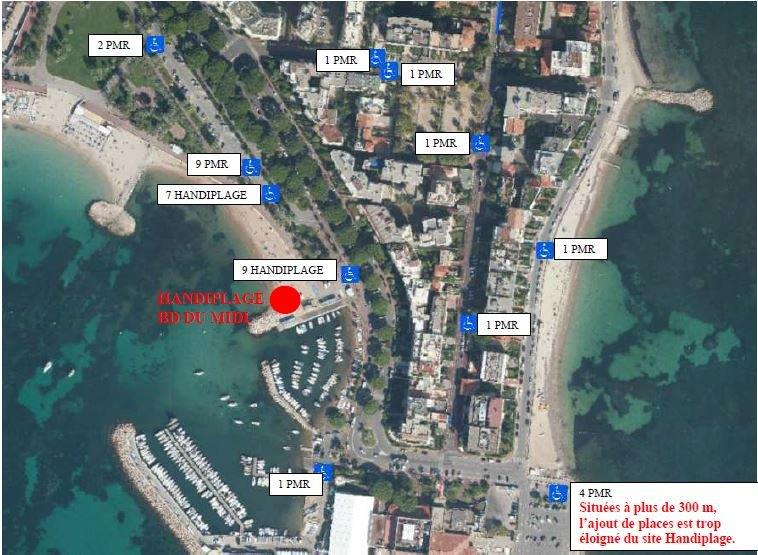 2 PMR
1 PMR
1 PMR
1 PMR
9 PMR
7 HANDIPLAGE
1 PMR
9 HANDIPLAGE
HANDIPLAGE
BD DU MIDI
1 PMR
1 PMR
4 PMR
Situées à plus de 300 m,
l'ajout de places est trop
éloigné du site Handiplage.